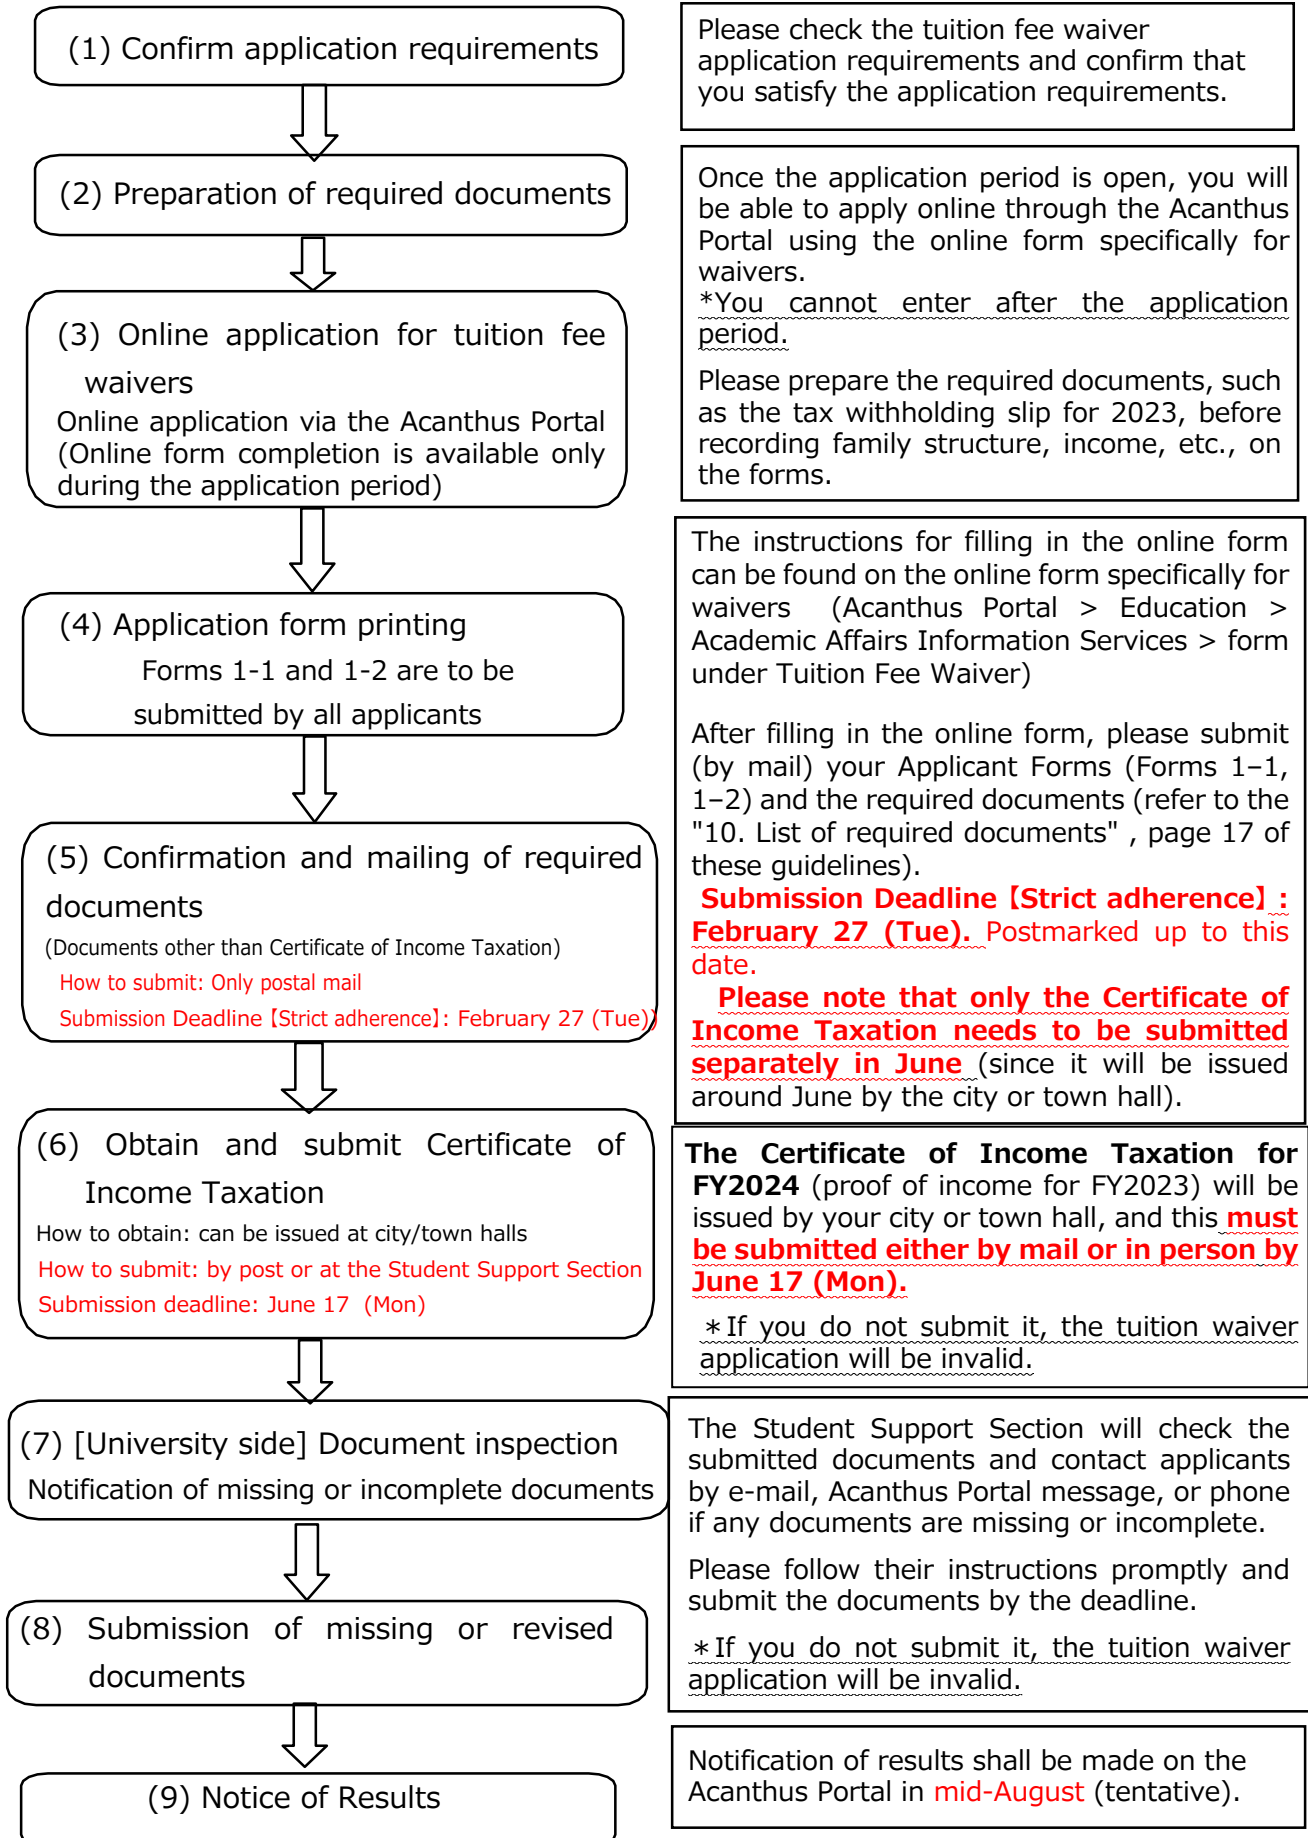 (1) Confirm application requirements
Please check the tuition fee waiver
application requirements and confirm that
you satisfy the application requirements.
(2) Preparation of required documents
Once the application period is open, you will
be able to apply online through the Acanthus
Portal using the online form specifically for
waivers.
*You cannot enter after the application
period.
Please prepare the required documents, such
as the tax withholding slip for 2023, before
recording family structure, income, etc., on
the forms.
(3) Online application for tuition fee
waivers
Online application via the Acanthus Portal
(Online form completion is available only
during the application period)
(4) Application form printing
Forms 1-1 and 1-2 are to be
submitted by all applicants
The instructions for filling in the online form
can be found on the online form specifically for
waivers (Acanthus Portal > Education >
Academic Affairs Information Services > form
under Tuition Fee Waiver)
After filling in the online form, please submit
(by mail) your Applicant Forms (Forms 1–1,
1–2) and the required documents (refer to the
"10. List of required documents" , page 17 of
these guidelines).
Submission Deadline【Strict adherence】:
February 27 (Tue). Postmarked up to this
date.
Please note that only the Certificate of
Income Taxation needs to be submitted
separately in June (since it will be issued
around June by the city or town hall).
(5) Confirmation and mailing of required
documents
(Documents other than Certificate of Income Taxation)
How to submit: Only postal mail
Submission Deadline【Strict adherence】: February 27 (Tue))
(6) Obtain and submit Certificate of
Income Taxation
How to obtain: can be issued at city/town halls
How to submit: by post or at the Student Support Section
Submission deadline: June 17 (Mon)
The Certificate of Income Taxation for
FY2024 (proof of income for FY2023) will be
issued by your city or town hall, and this must
be submitted either by mail or in person by
June 17 (Mon).
＊If you do not submit it, the tuition waiver
application will be invalid.
(7) [University side] Document inspection
Notification of missing or incomplete documents
The Student Support Section will check the
submitted documents and contact applicants
by e-mail, Acanthus Portal message, or phone
if any documents are missing or incomplete.
Please follow their instructions promptly and
submit the documents by the deadline.
＊If you do not submit it, the tuition waiver
application will be invalid.
(8) Submission of missing or revised
documents
(9) Notice of Results
Notification of results shall be made on the
Acanthus Portal in mid-August (tentative).